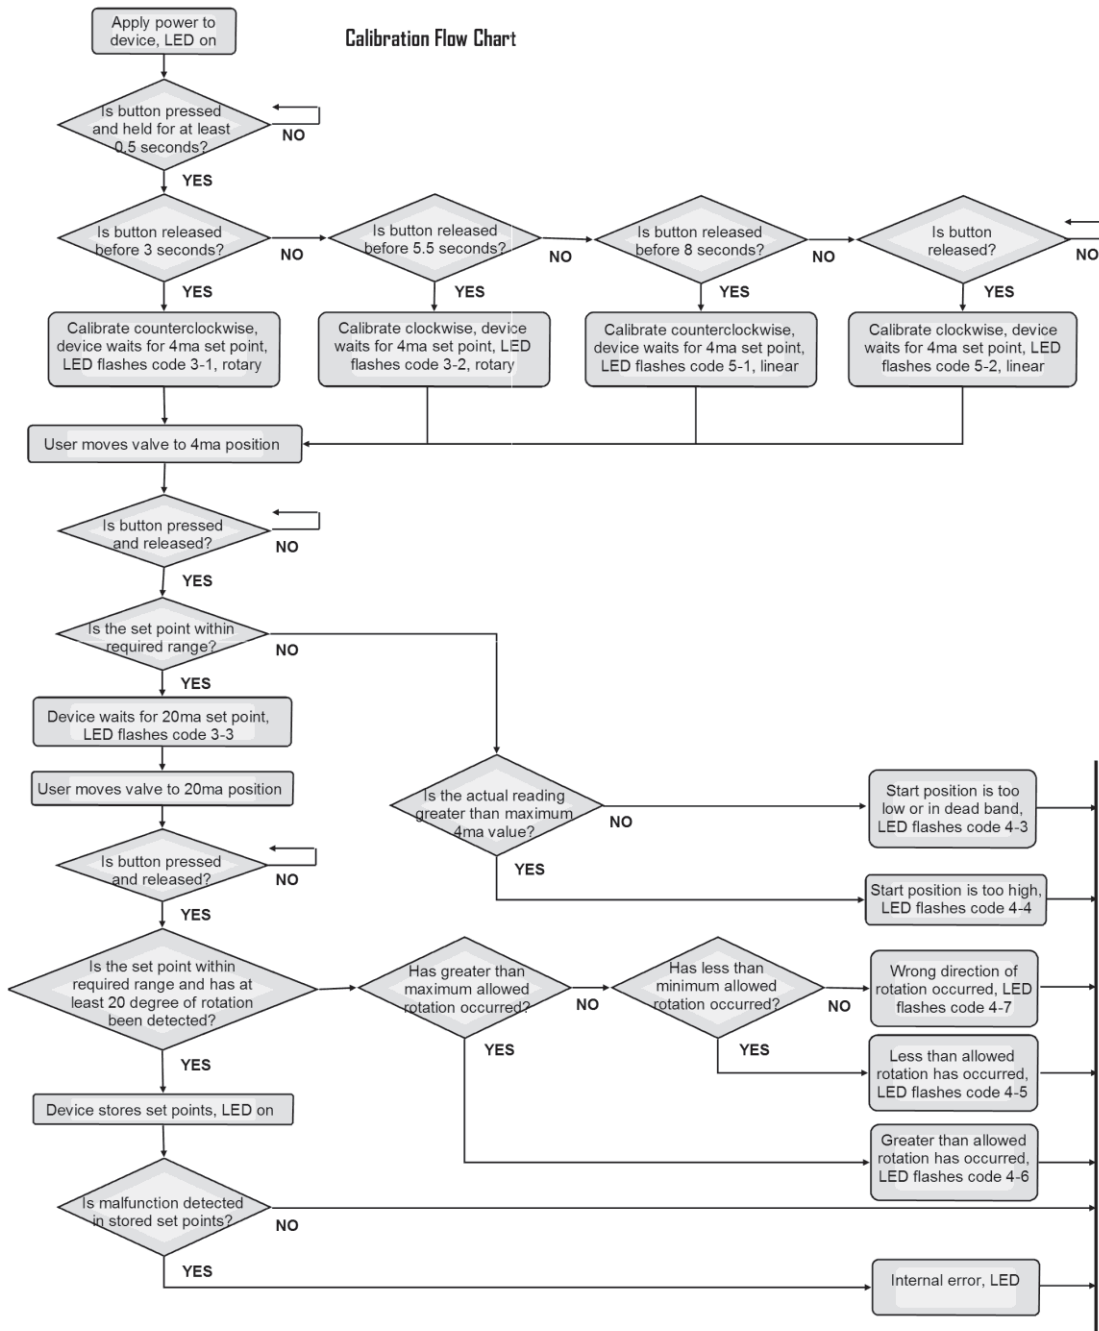 Calibration Flow Chart
Apply power to
device, LED on
Is button pressed
and held for at least
0.5 seconds?
NO
YES
Is button released
before 3 seconds?
NO
YES
Is button released
before 5.5 seconds?
NO
YES
Is button released
before 8 seconds?
NO
YES
Is button
released?
NO
YES
Calibrate counterclockwise,
device waits for 4ma set point,
LED flashes code 3-1, rotary
Calibrate clockwise, device
waits for 4ma set point, LED
flashes code 3-2, rotary
Calibrate counterclockwise,
device waits for 4ma set point,
LED flashes code 5-1, linear
Calibrate clockwise, device
waits for 4ma set point, LED
flashes code 5-2, linear
User moves valve to 4ma position
Is button pressed
and released?
NO
YES
Is the set point within
required range?
NO
YES
Device waits for 20ma set point,
LED flashes code 3-3
User moves valve to 20ma position
Is the actual reading
greater than maximum
4ma value?
NO
YES
Start position is too
low or in dead band,
LED flashes code 4-3
Start position is too high,
LED flashes code 4-4
Is button pressed
and released?
NO
YES
Is the set point within
required range and has at
least 20 degree of rotation
been detected?
YES
Has greater than
maximum allowed
rotation occurred?
NO
YES
Has less than
minimum allowed
rotation occurred?
NO
YES
Wrong direction of
rotation occurred, LED
flashes code 4-7
Less than allowed
rotation has occurred,
LED flashes code 4-5
Greater than allowed
rotation has occurred,
LED flashes code 4-6
Device stores set points, LED on
Is malfunction detected
in stored set points?
NO
YES
Internal error, LED